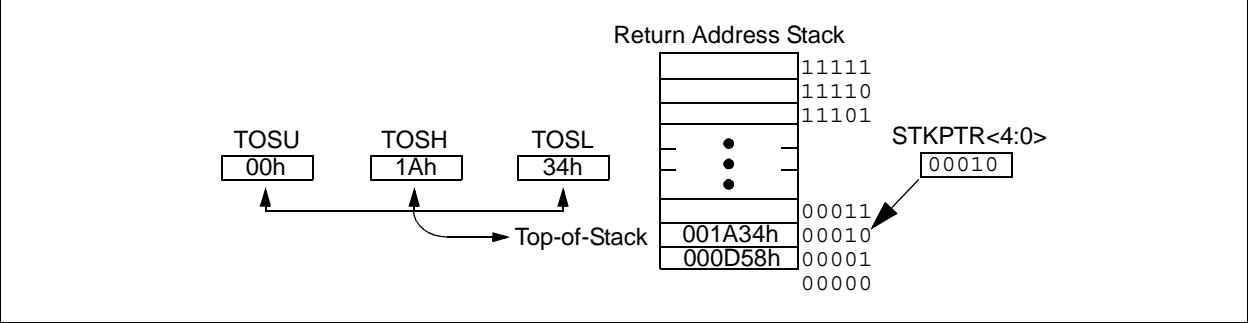 Return Address Stack
11111
11110
11101
TOSU TOSH TOSL STKPTR<4:0>
00h 1Ah 34h 00010
00011
Top-of-Stack 001A34h 00010
000D58h 00001
00000